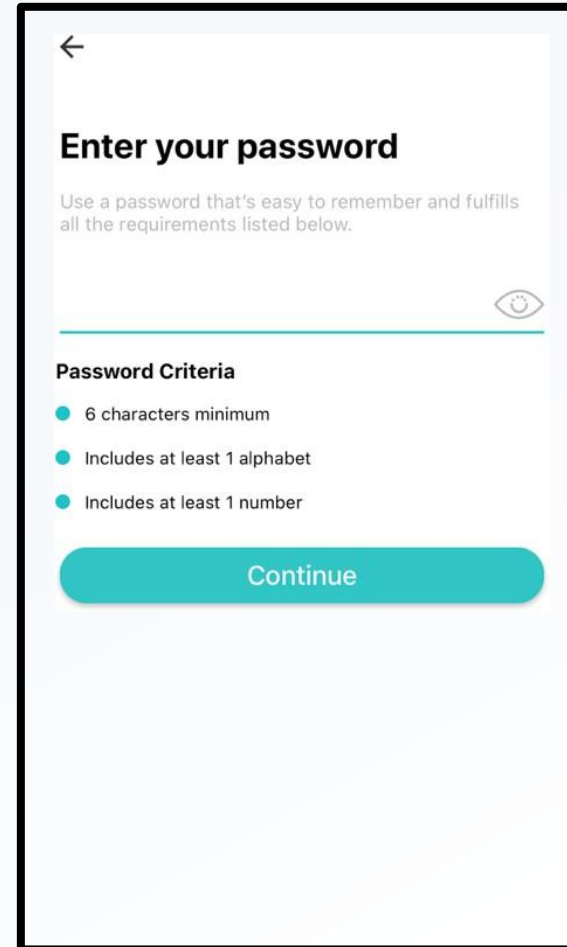 Enter your password
Use a password that's easy to remember and fulfills
all the requirements listed below.
Password Criteria
6 characters minimum
Includes at least 1 alphabet
Includes at least 1 number
Continue